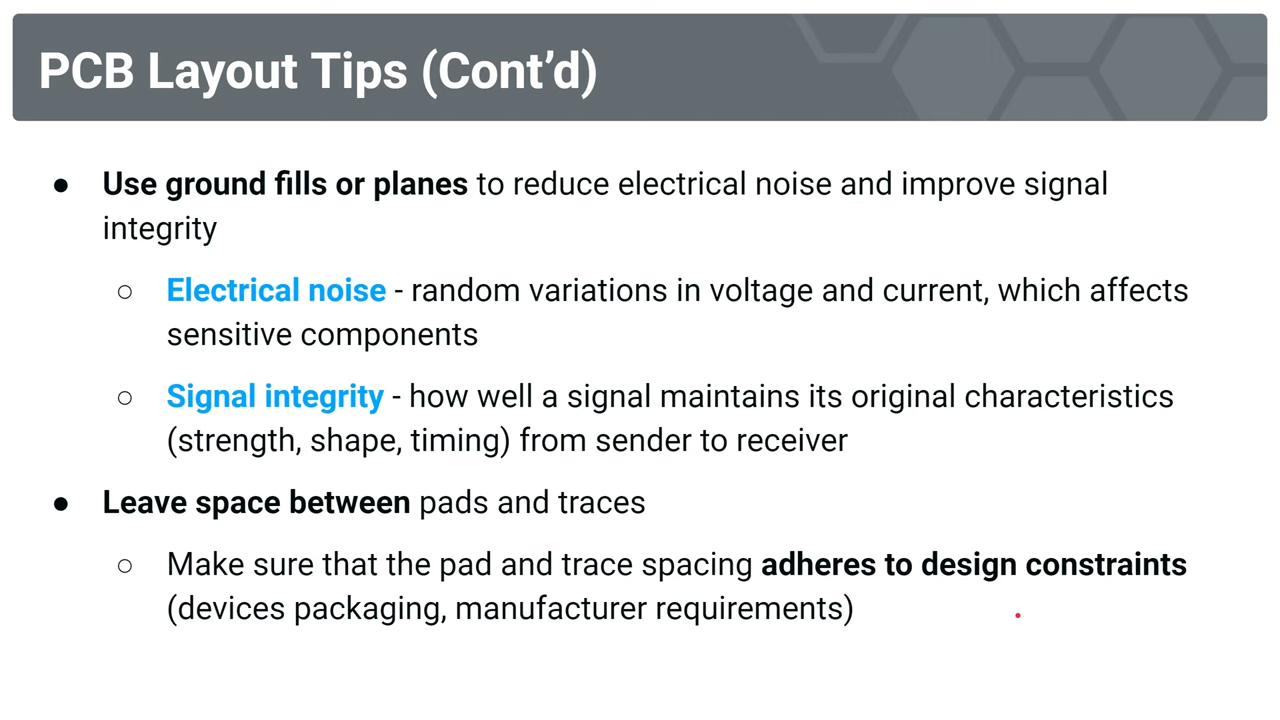 PCB Layout Tips (Cont’d)
● Use ground fills or planes to reduce electrical noise and improve signal
integrity
○ Electrical noise - random variations in voltage and current, which affects
sensitive components
○ Signal integrity - how well a signal maintains its original characteristics
(strength, shape, timing) from sender to receiver
● Leave space between pads and traces
○ Make sure that the pad and trace spacing adheres to design constraints
(devices packaging, manufacturer requirements)